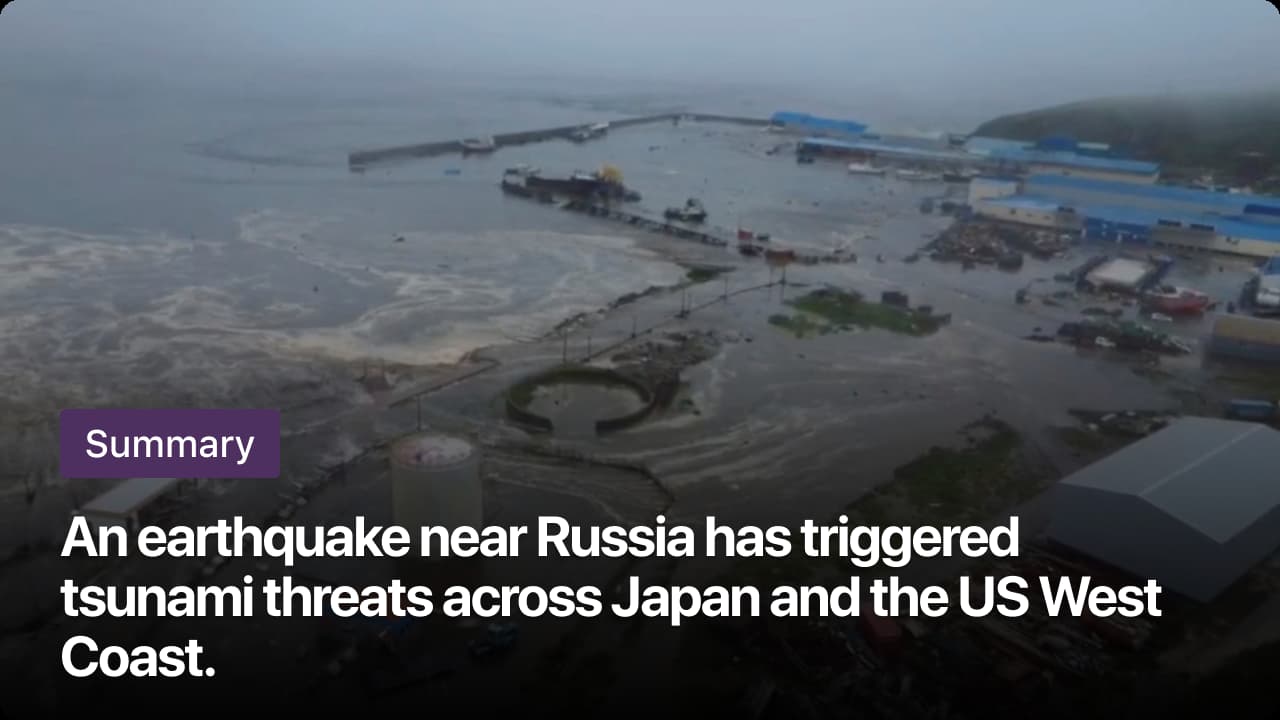 Summary
An earthquake near Russia has triggered
tsunami threats across Japan and the US West
Coast.